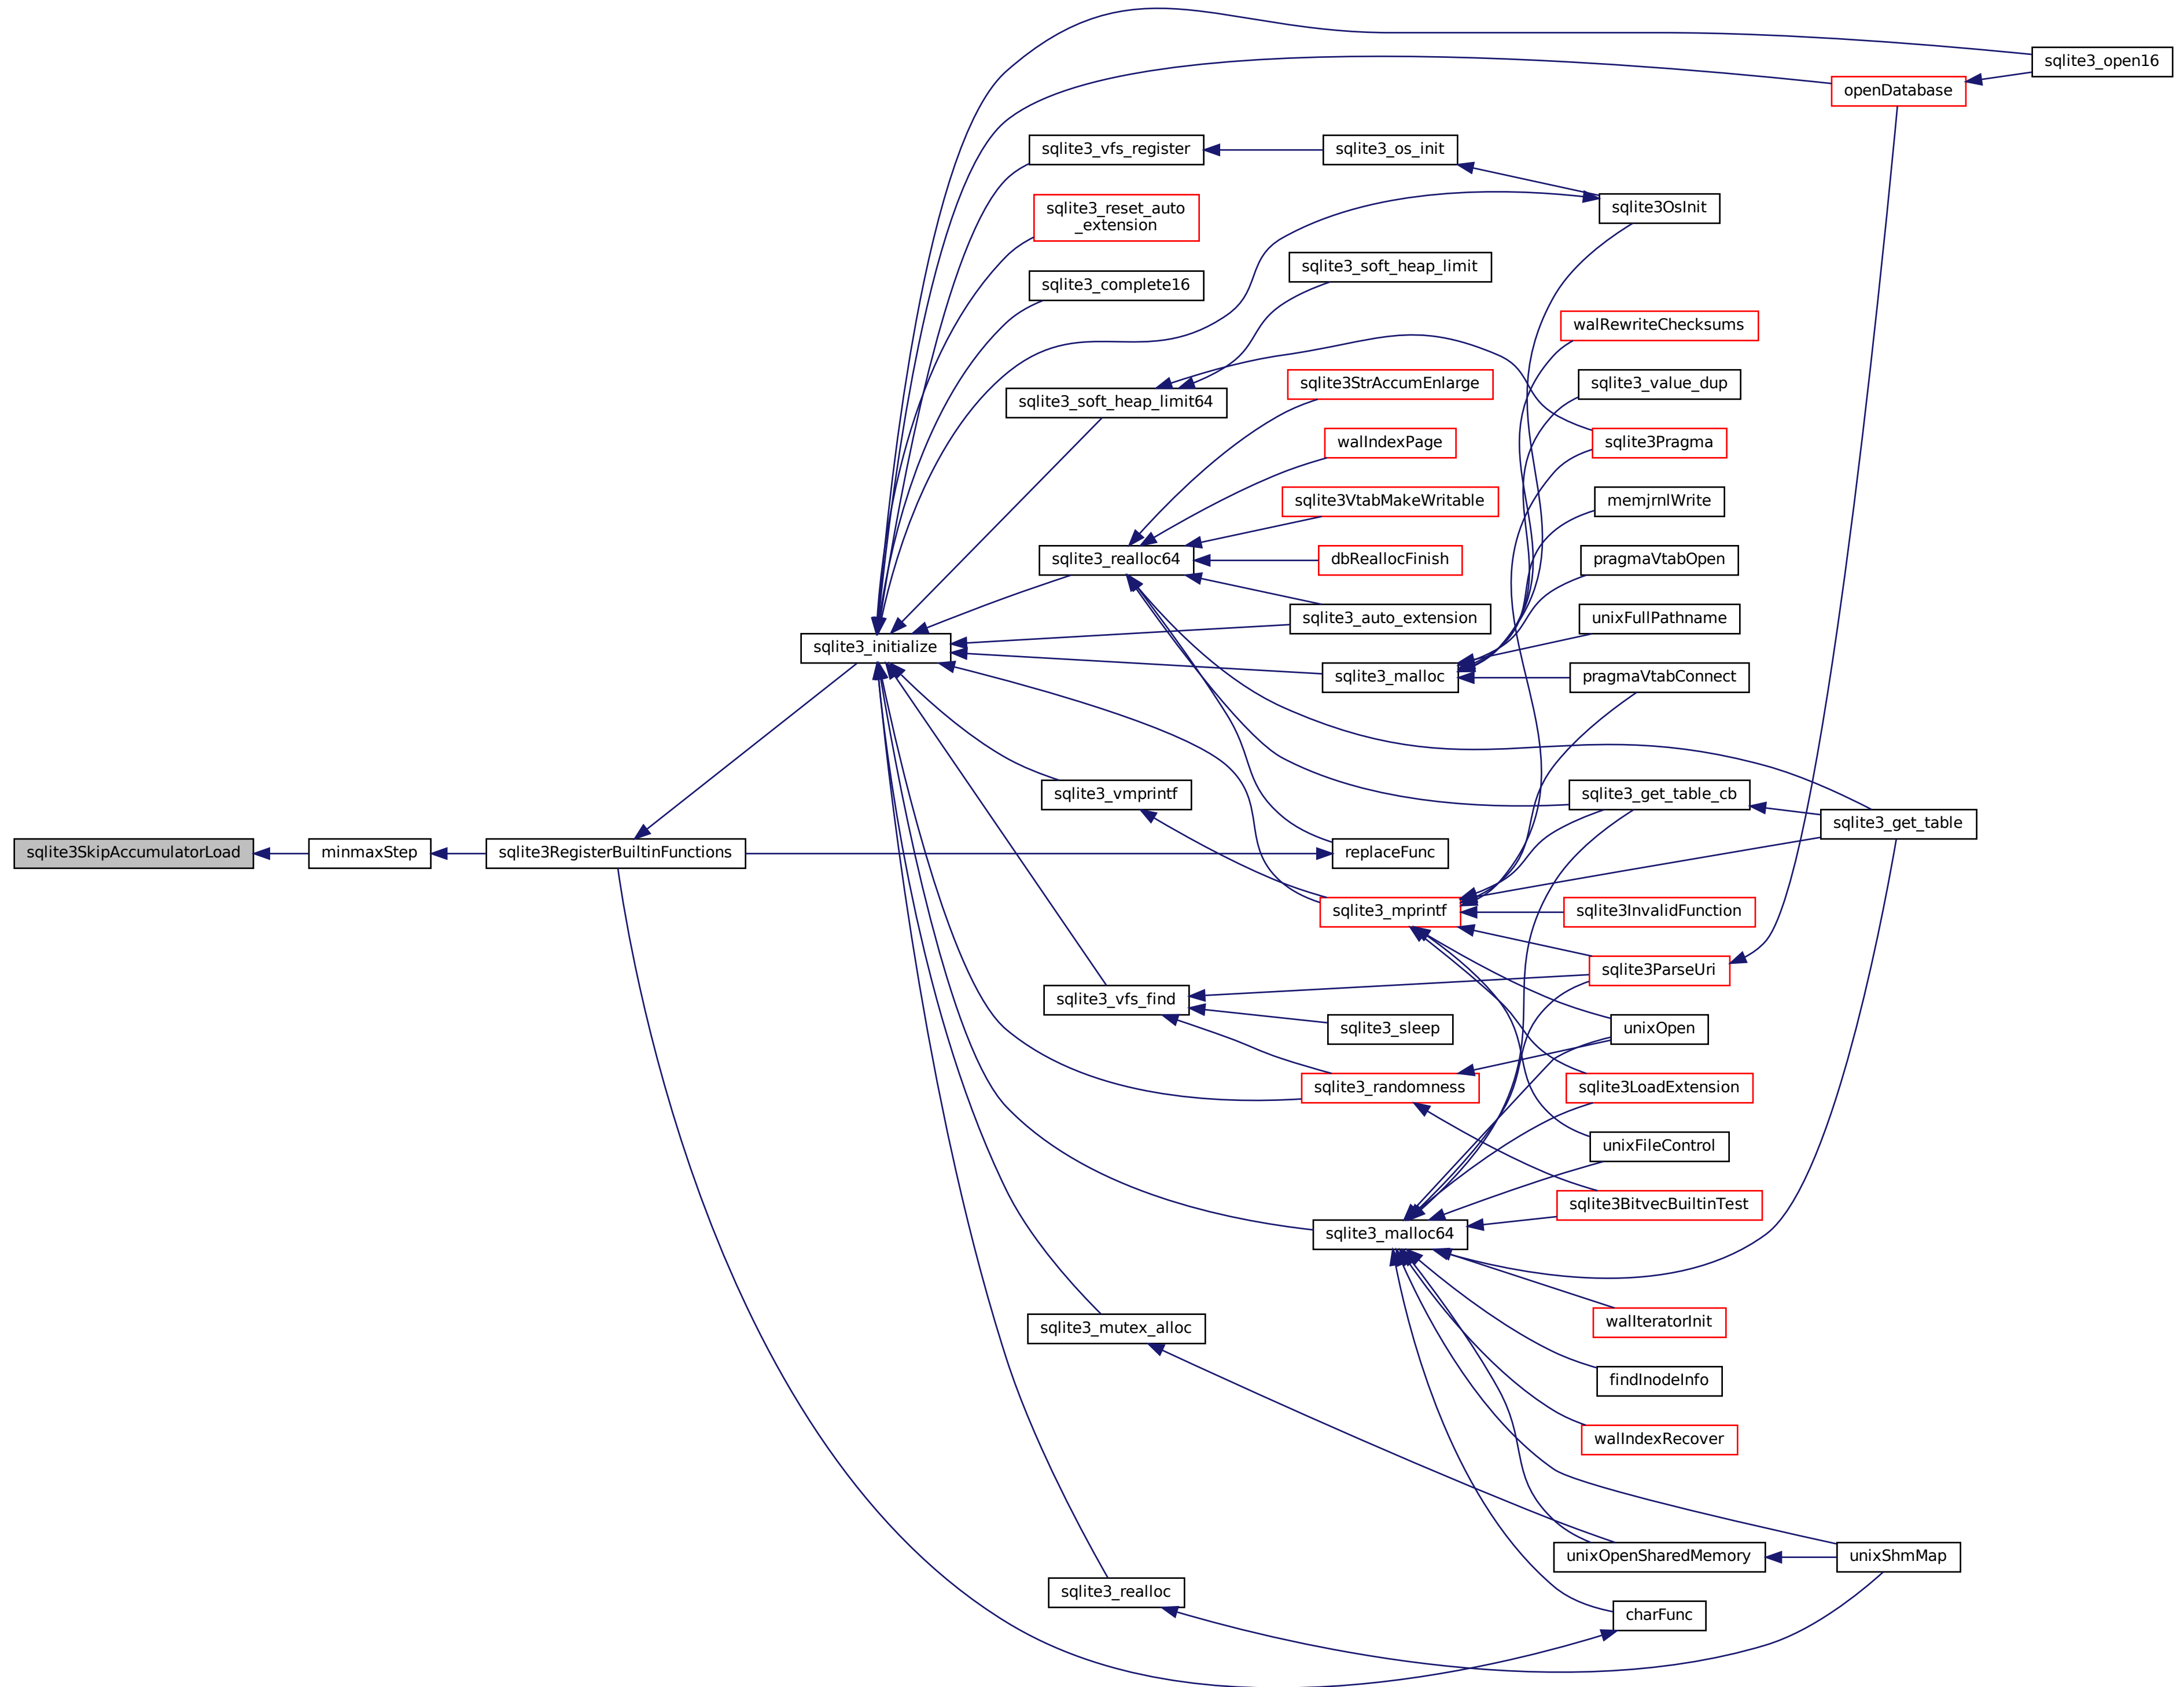 sqlite3_open16
openDatabase
sqlite3_vfs_register
sqlite3_os_init
sqlite3_reset_auto
_extension
sqlite3OsInit
sqlite3_soft_heap_limit
sqlite3_complete16
walRewriteChecksums
sqlite3StrAccumEnlarge
sqlite3_value_dup
sqlite3_soft_heap_limit64
walIndexPage
sqlite3Pragma
sqlite3VtabMakeWritable
memjrnlWrite
sqlite3_realloc64
dbReallocFinish
pragmaVtabOpen
sqlite3_auto_extension
unixFullPathname
sqlite3_initialize
sqlite3_malloc
pragmaVtabConnect
sqlite3_vmprintf
sqlite3_get_table_cb
sqlite3_get_table
sqlite3SkipAccumulatorLoad
minmaxStep
sqlite3RegisterBuiltinFunctions
replaceFunc
sqlite3_mprintf
sqlite3InvalidFunction
sqlite3ParseUri
sqlite3_vfs_find
sqlite3_sleep
unixOpen
sqlite3_randomness
sqlite3LoadExtension
unixFileControl
sqlite3BitvecBuiltinTest
sqlite3_malloc64
sqlite3_mutex_alloc
walIteratorInit
findInodeInfo
walIndexRecover
unixOpenSharedMemory
unixShmMap
sqlite3_realloc
charFunc